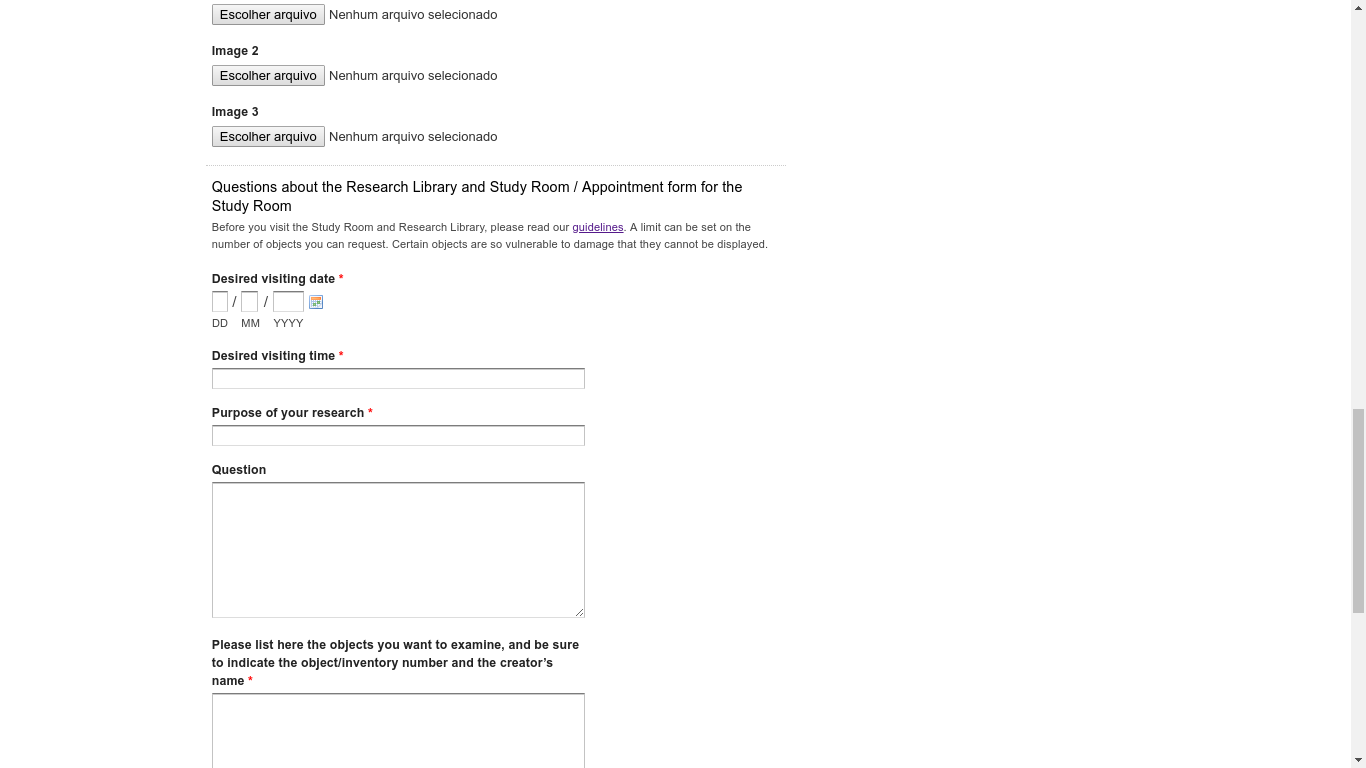 Escolher arquivo Nenhum arquivo selecionado
Image 2
Escolher arquivo Nenhum arquivo selecionado
Image 3
Escolher arquivo Nenhum arquivo selecionado
Questions about the Research Library and Study Room / Appointment form for the
Study Room
Before you visit the Study Room and Research Library, please read our guidelines. A limit can be set on the
number of objects you can request. Certain objects are so vulnerable to damage that they cannot be displayed.
Desired visiting date *
/ /
DD MM YYYY
Desired visiting time *
Purpose of your research *
Question
Please list here the objects you want to examine, and be sure
to indicate the object/inventory number and the creator’s
name *